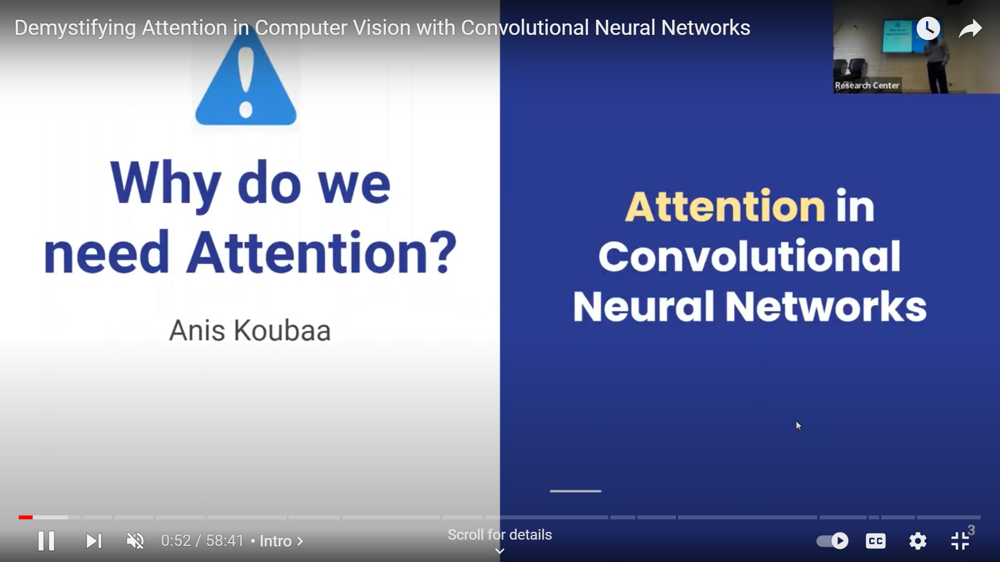 Demystifying Attention in Computer Vision with Convolutional Neural Networks
Research Center
Why do we
need Attention?
Anis Koubaa
Attention in
Convolutional
Neural Networks
0:52 / 58:41 • Intro
Scroll for details
CC
3